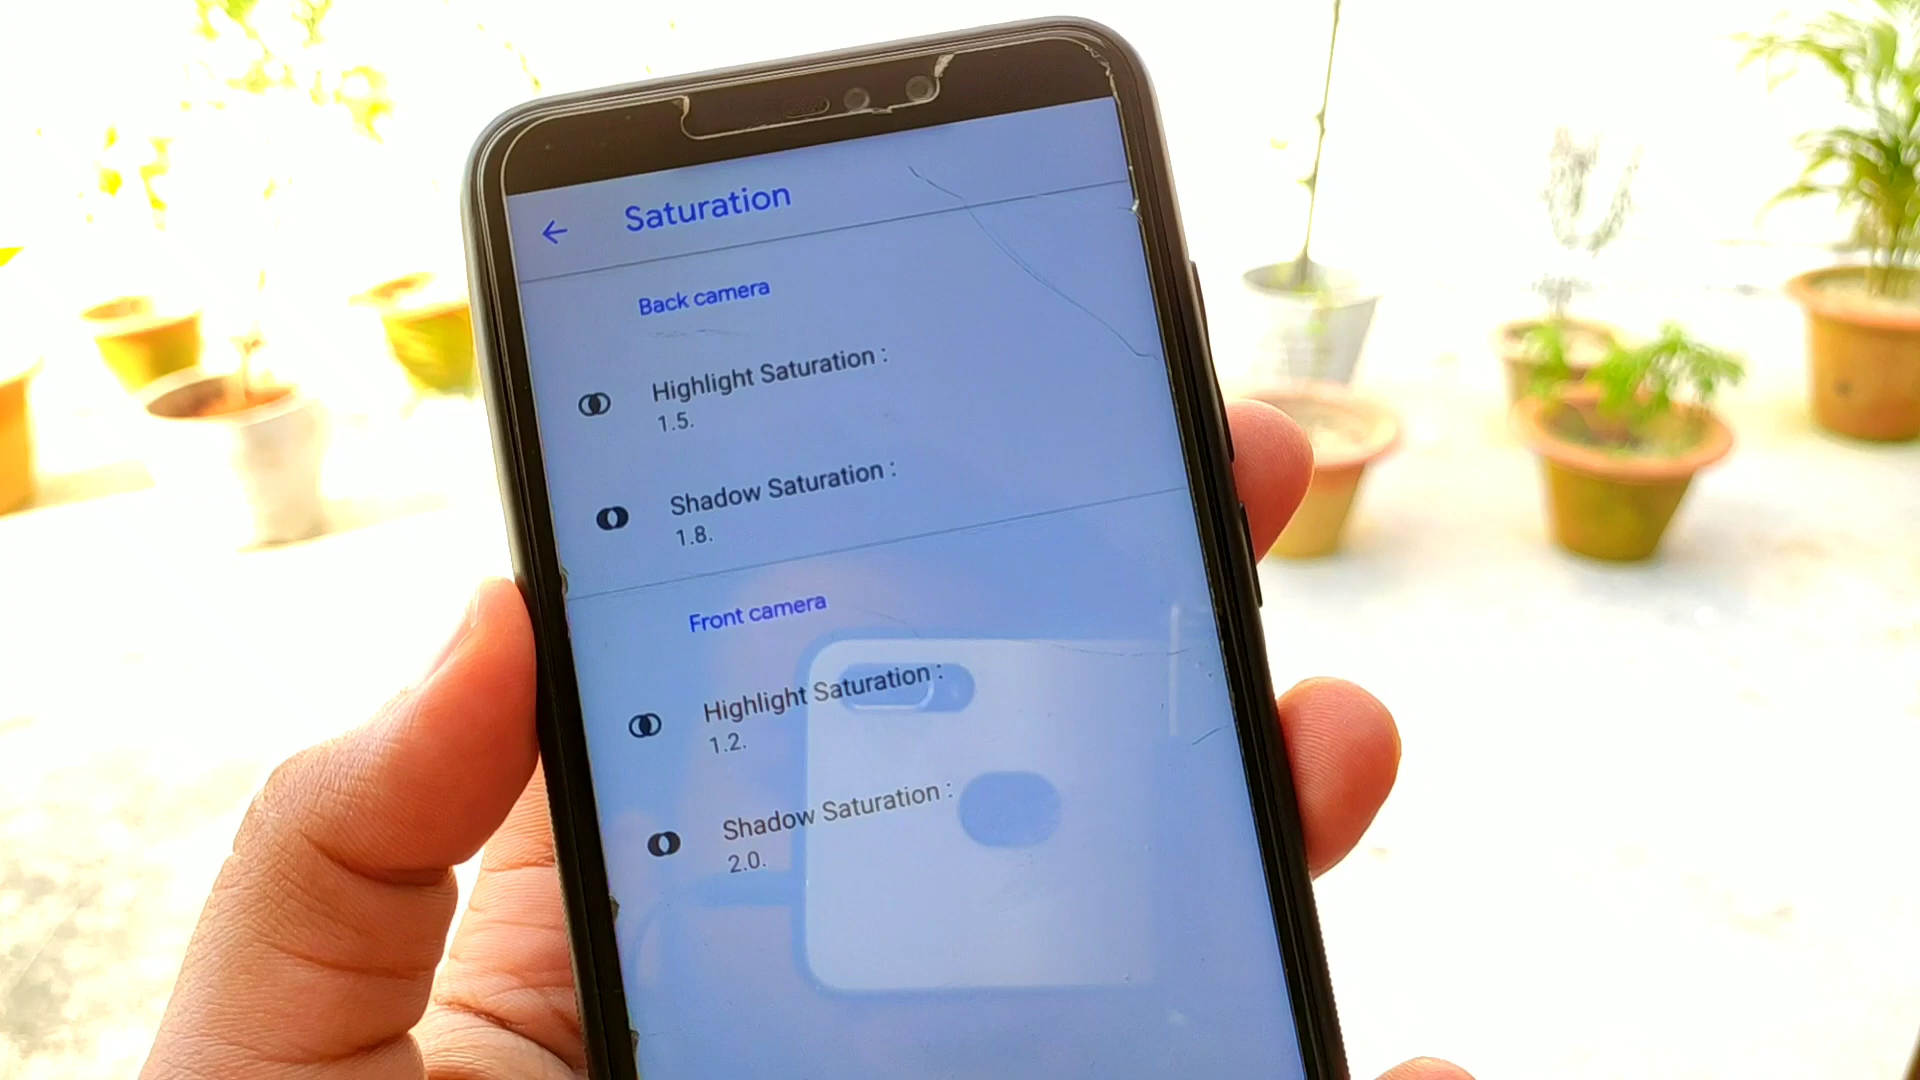 Saturation
Back camera
Highlight Saturation :
1.5.
Shadow Saturation :
1.8.
Front camera
Highlight Saturation :
1.2.
Shadow Saturation :
2.0.